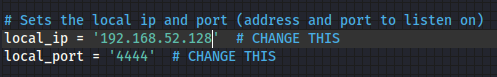 # Sets the local ip and port (address and port to listen on)
local_ip = '192.168.52.128'  # CHANGE THIS
local_port = '4444'  # CHANGE THIS